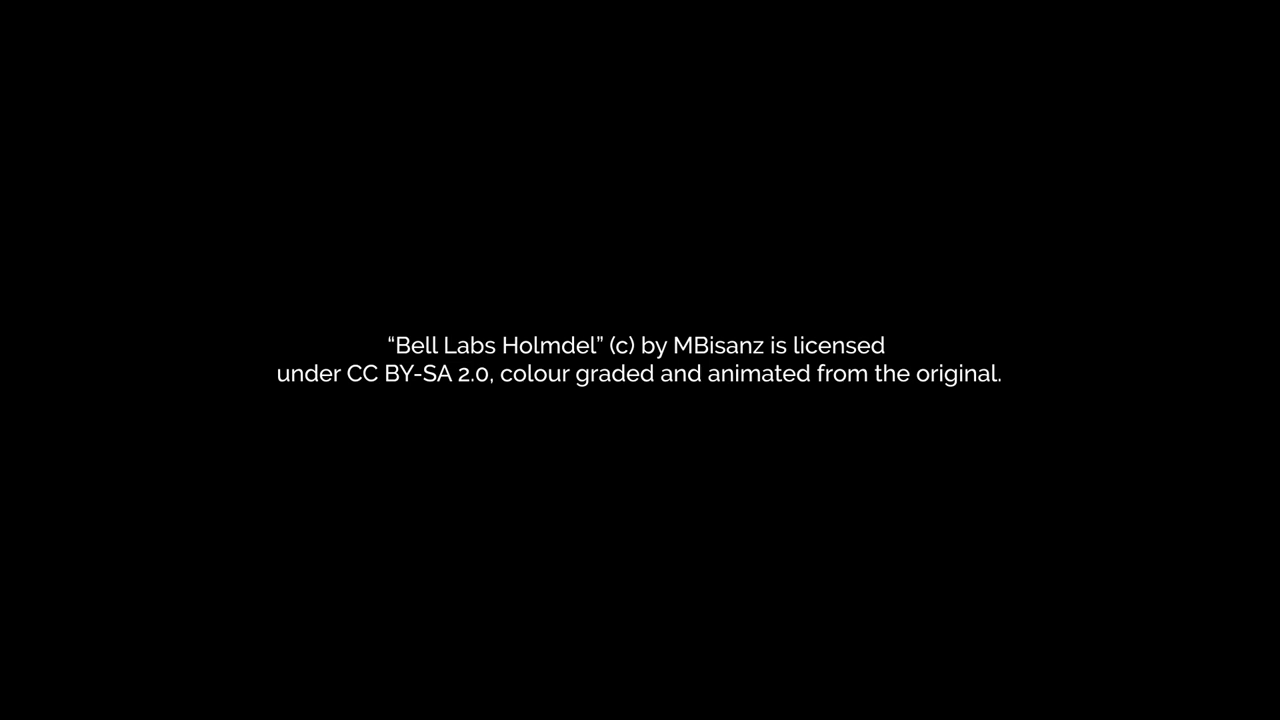 “Bell Labs Holmdel” (c) by MBisanz is licensed
under CC BY-SA 2.0, colour graded and animated from the original.